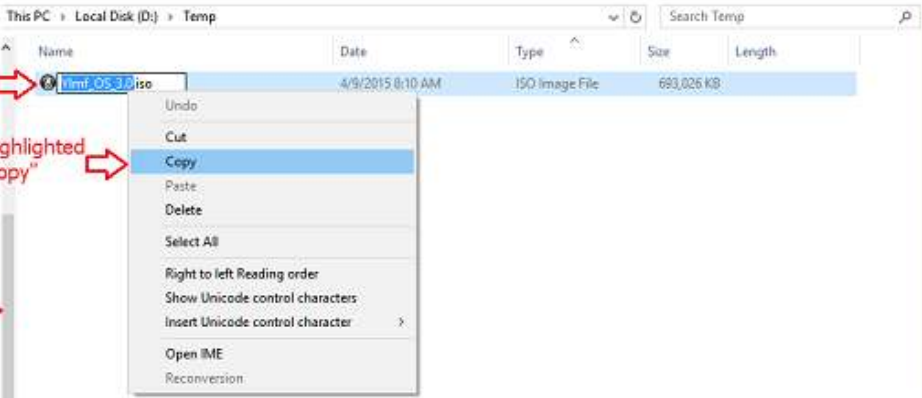 This PC › Local Disk (D:) › Temp
Search Temp
Name Date Type Size Length
Ylmf_OS_3.0.iso 4/9/2015 8:10 AM ISO Image File 693,026 KB
Undo
Cut
ghlighted
Copy
opy"
Paste
Delete
Select All
Right to left Reading order
Show Unicode control characters
Insert Unicode control character
Open IME
Reconversion